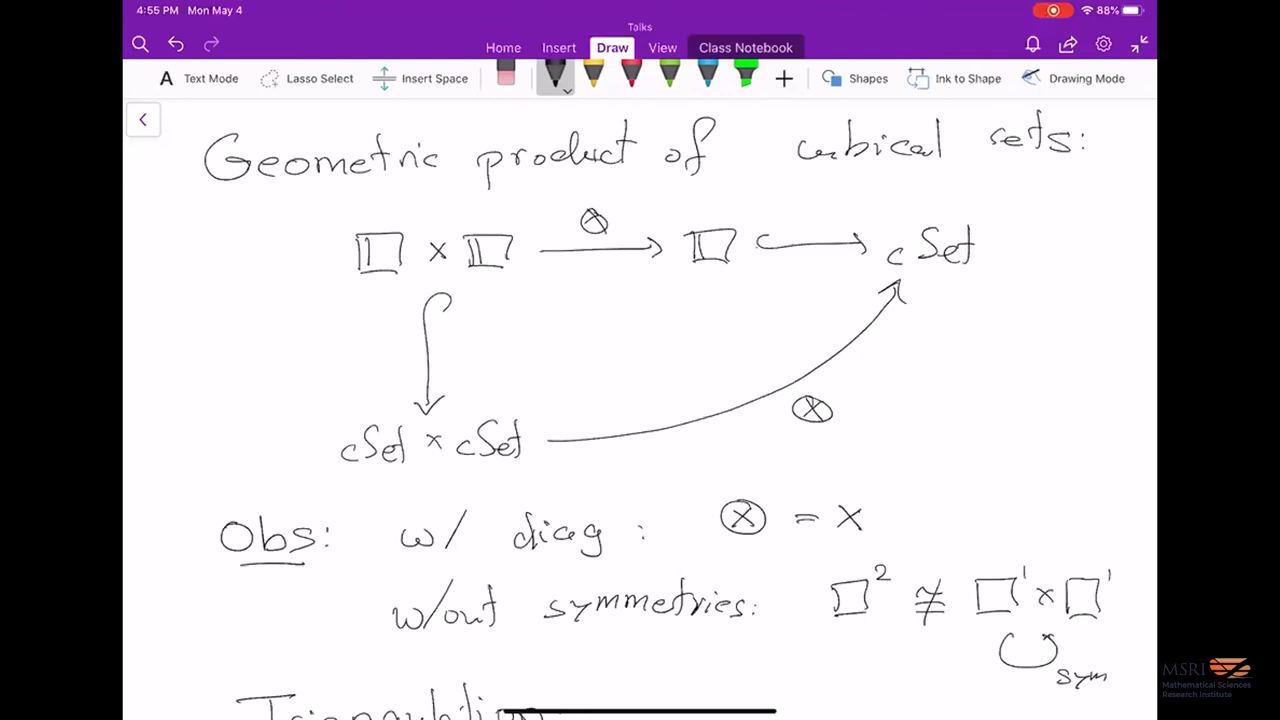 4:55 PM Mon May 4
88%
Talks
Home Insert Draw View Class Notebook
A Text Mode Lasso Select Insert Space Shapes Ink to Shape Drawing Mode
Geometric product of cubical sets:
□ × □ ⊗ □ cSet
cSet × cSet ⊗
Obs: w/ diag: ⊗ = ×
w/out symmetries: □² ≇ □¹ × □¹
sym
Triangulation
MSRI
Mathematical Sciences
Research Institute